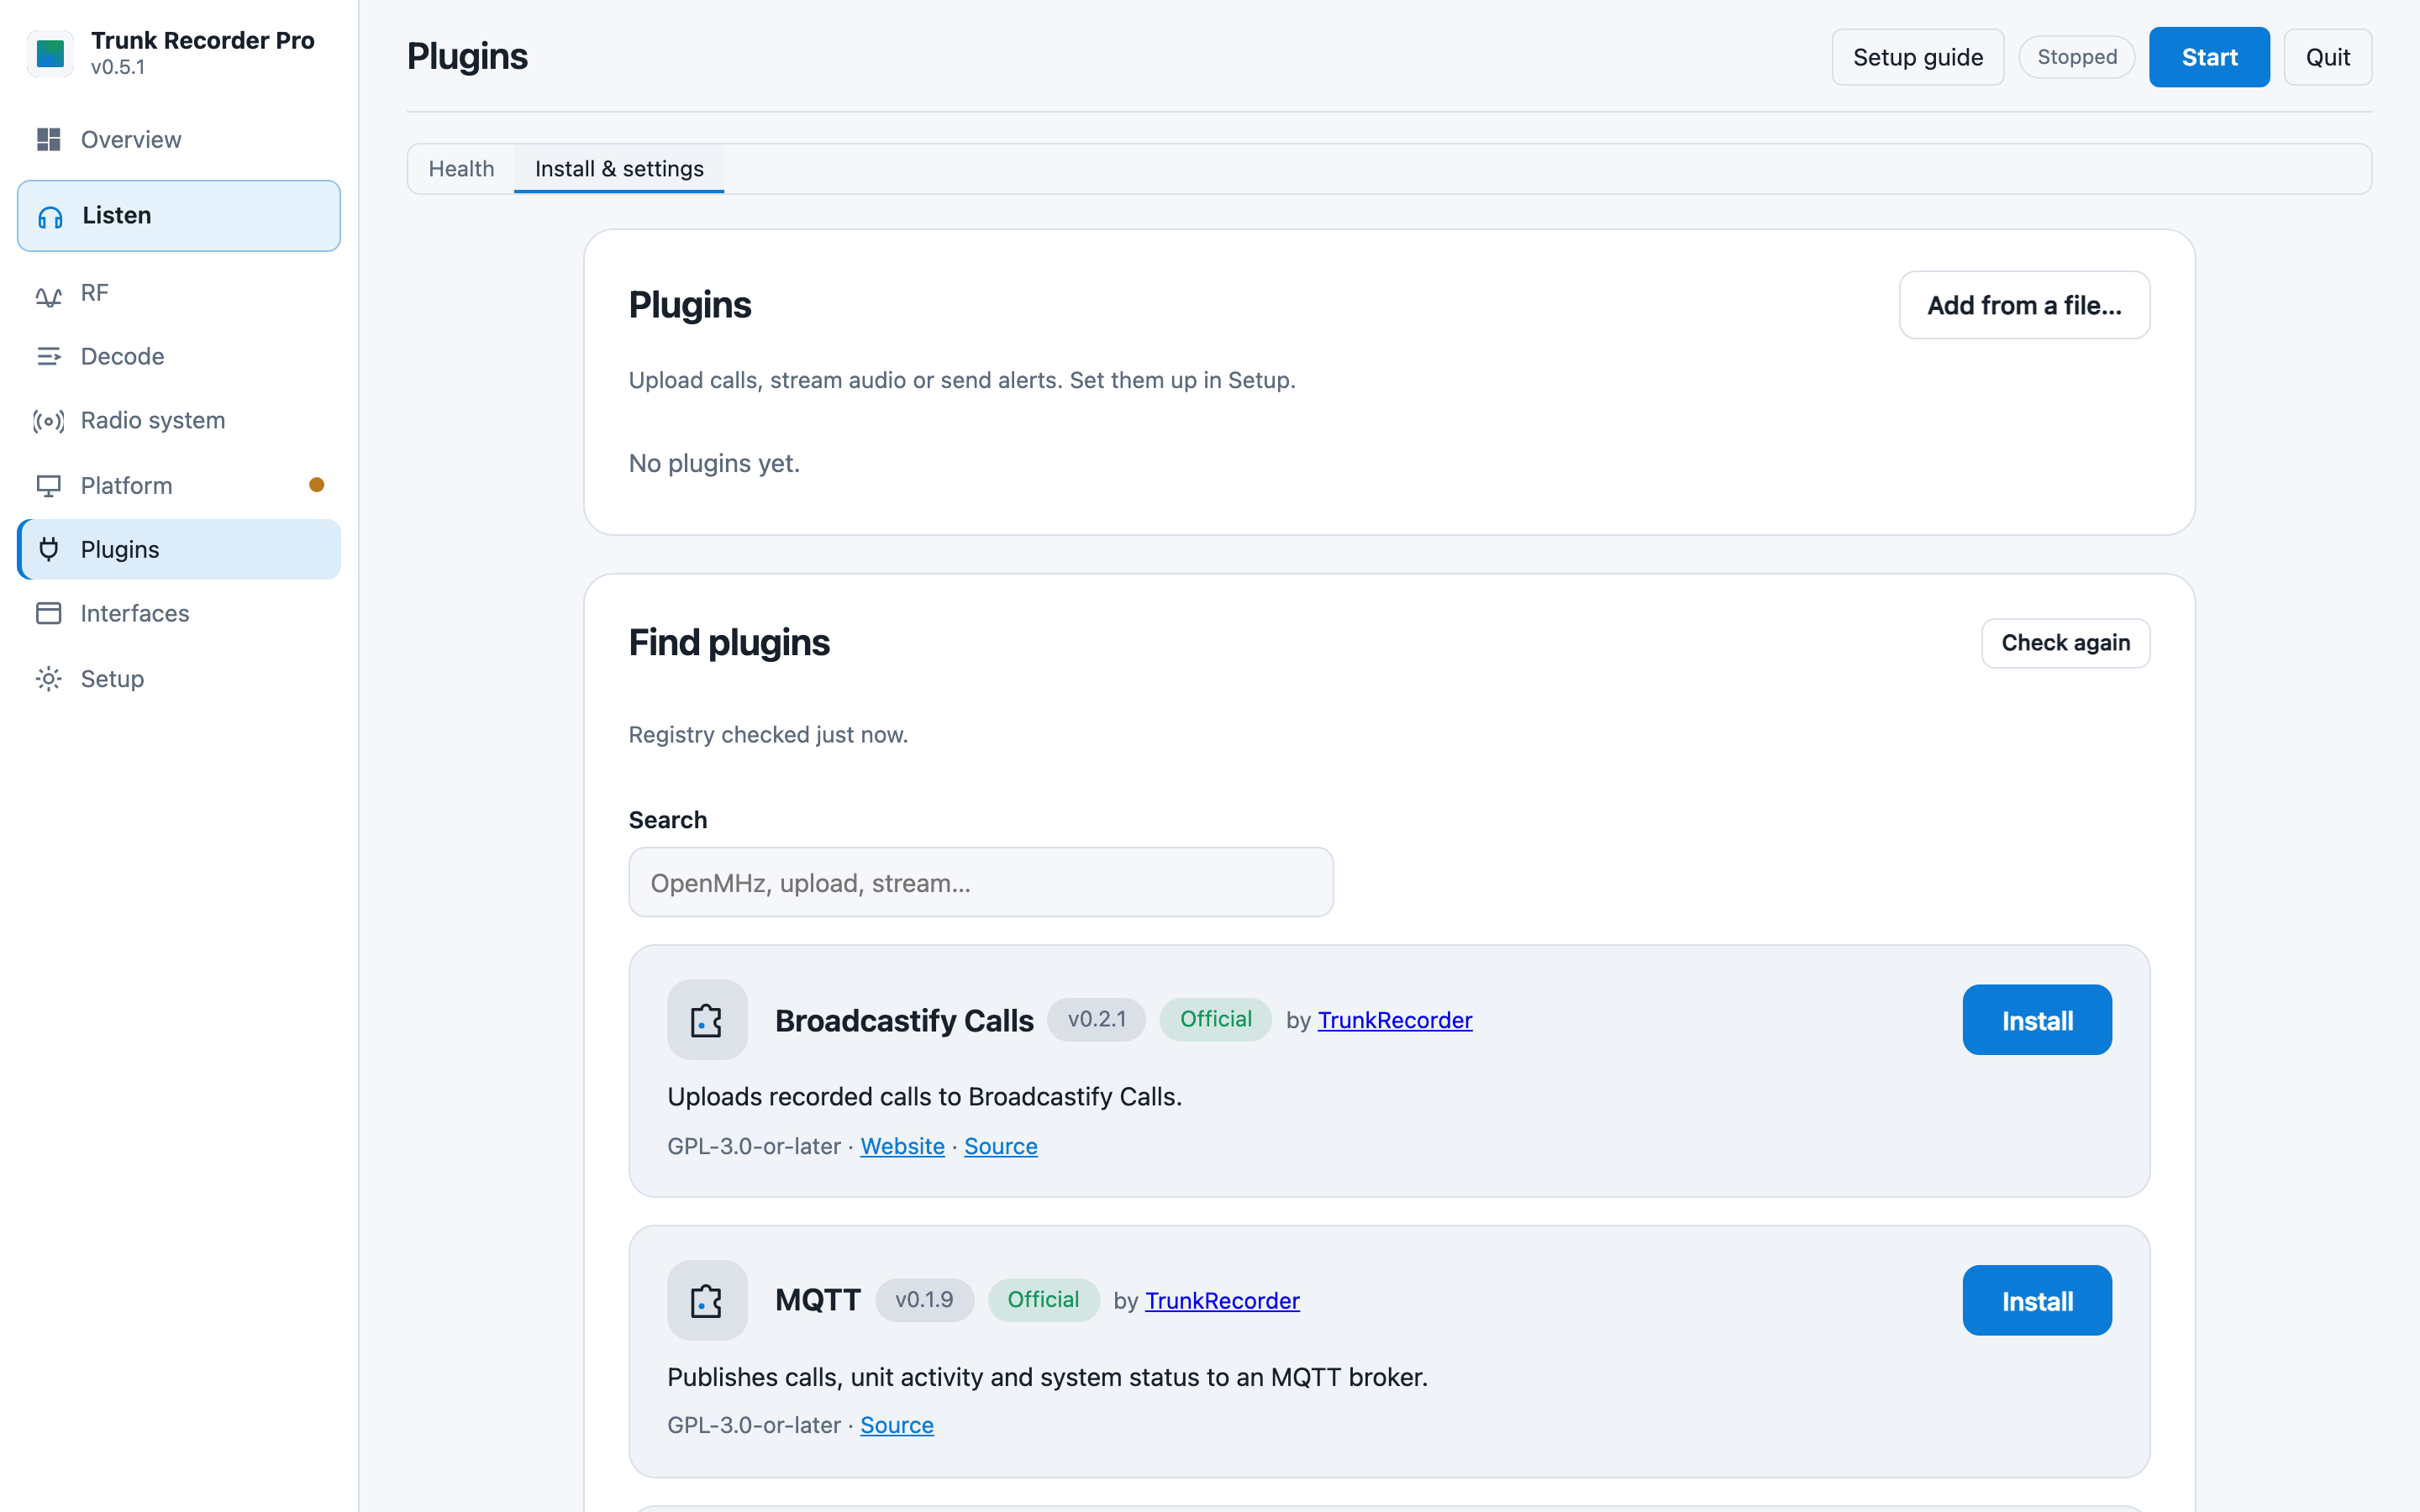 Trunk Recorder Pro
v0.5.1
Overview
Listen
RF
Decode
Radio system
Platform
Plugins
Interfaces
Setup
Plugins
Setup guide
Stopped
Start
Quit
Health
Install & settings
Plugins
Add from a file...
Upload calls, stream audio or send alerts. Set them up in Setup.
No plugins yet.
Find plugins
Check again
Registry checked just now.
Search
OpenMHz, upload, stream...
Broadcastify Calls v0.2.1 Official by TrunkRecorder
Install
Uploads recorded calls to Broadcastify Calls.
GPL-3.0-or-later · Website · Source
MQTT v0.1.9 Official by TrunkRecorder
Install
Publishes calls, unit activity and system status to an MQTT broker.
GPL-3.0-or-later · Source